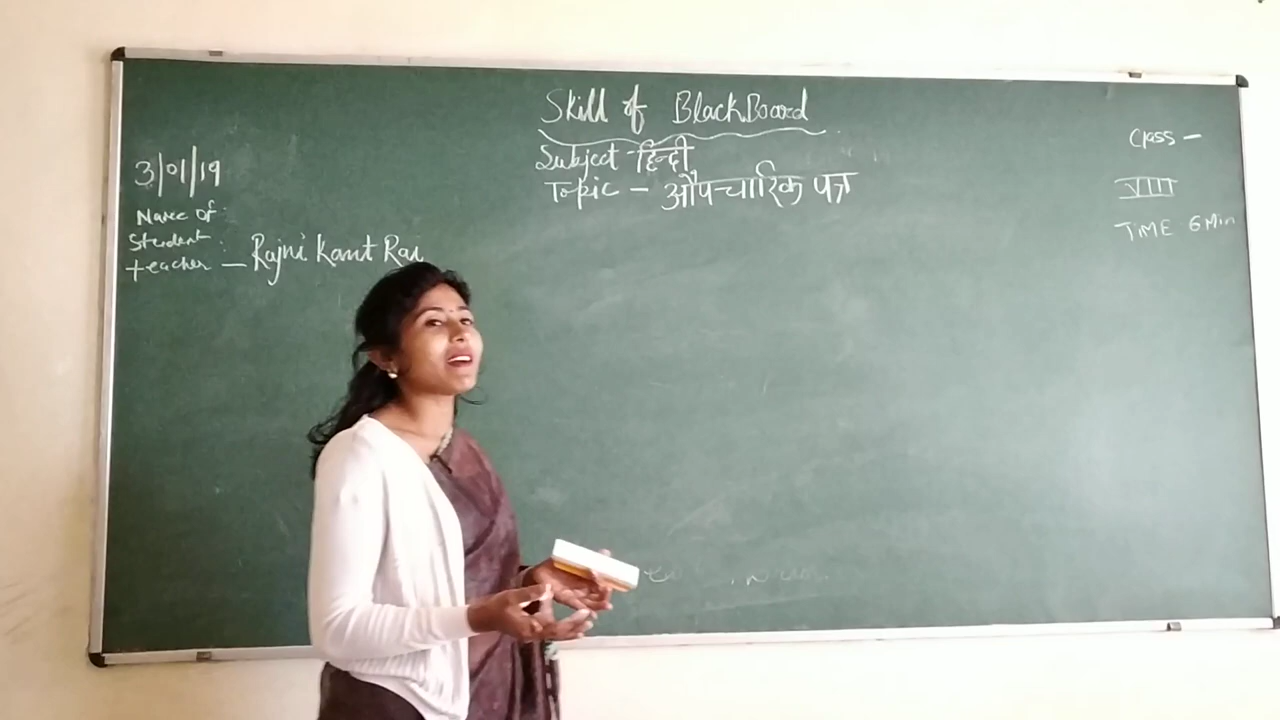 Skill of BlackBoard
Subject - हिन्दी
Topic - औपचारिक पत्र
Class -
VIII
TIME 6 Min
3/01/19
Name of:
Student :
teacher - Rajni Kant Rai